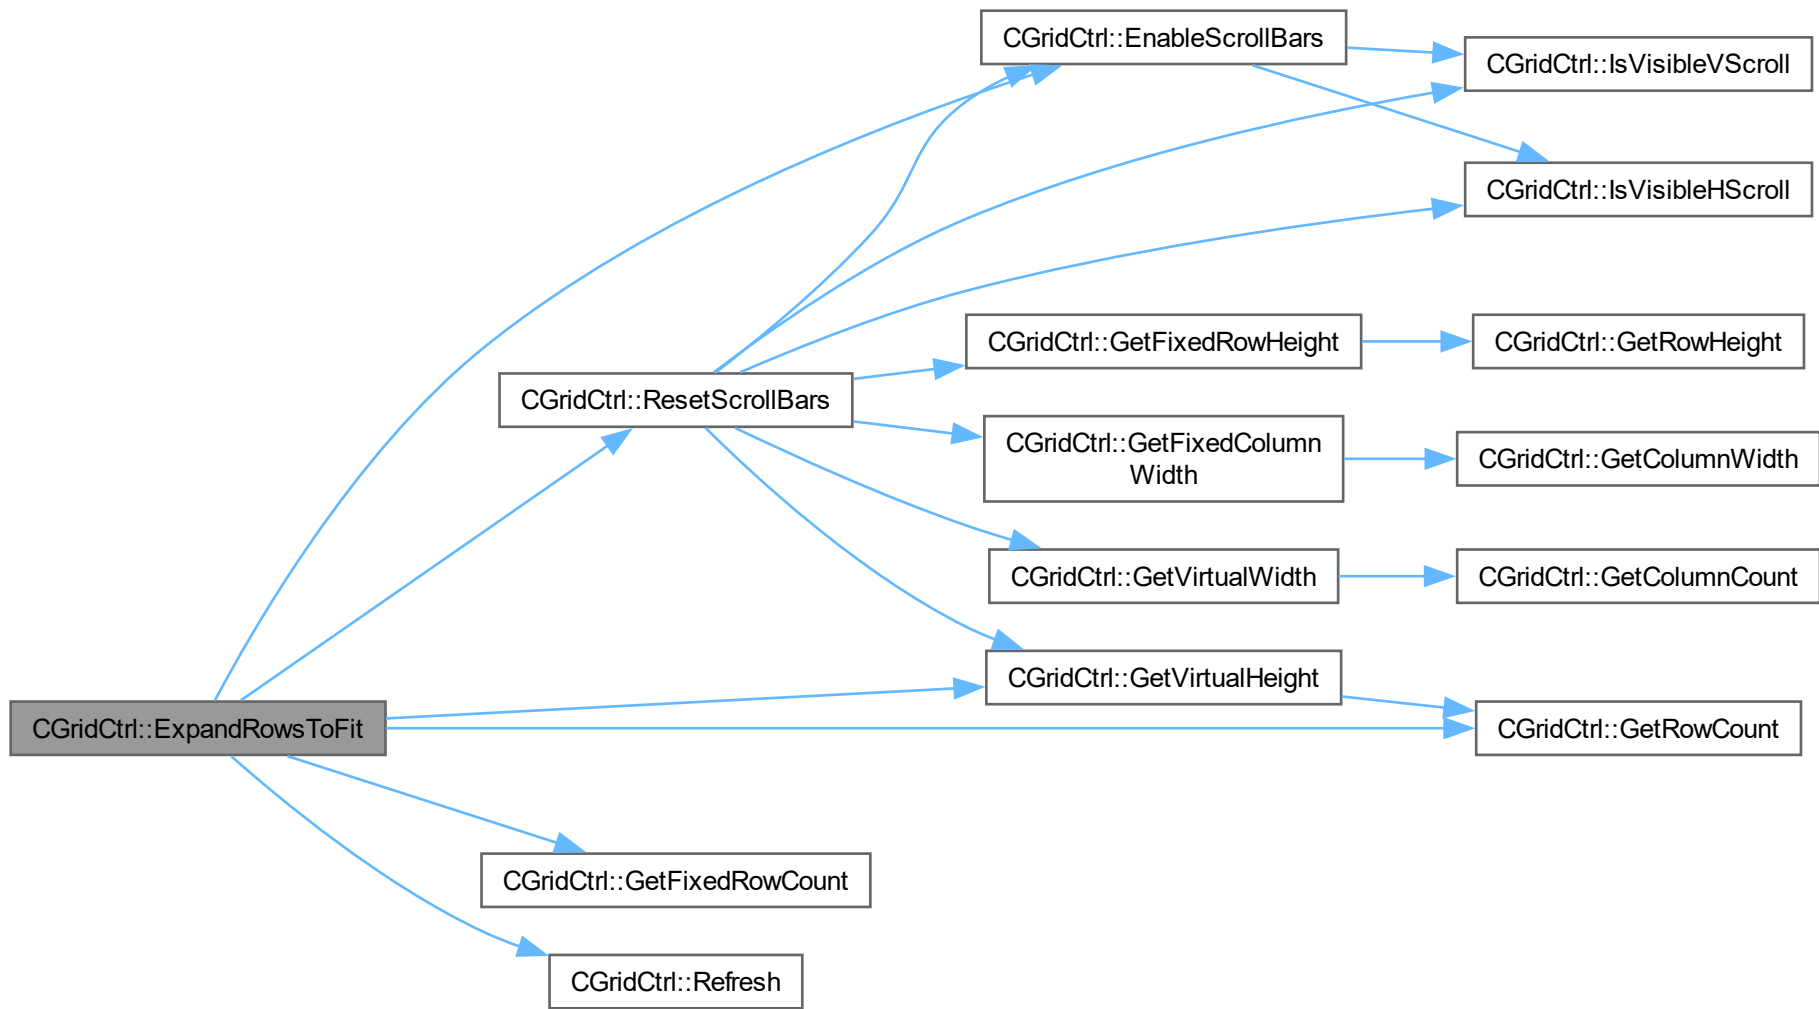 CGridCtrl::EnableScrollBars
CGridCtrl::IsVisibleVScroll
CGridCtrl::IsVisibleHScroll
CGridCtrl::GetFixedRowHeight
CGridCtrl::GetRowHeight
CGridCtrl::ResetScrollBars
CGridCtrl::GetFixedColumn
Width
CGridCtrl::GetColumnWidth
CGridCtrl::GetVirtualWidth
CGridCtrl::GetColumnCount
CGridCtrl::GetVirtualHeight
CGridCtrl::ExpandRowsToFit
CGridCtrl::GetRowCount
CGridCtrl::GetFixedRowCount
CGridCtrl::Refresh